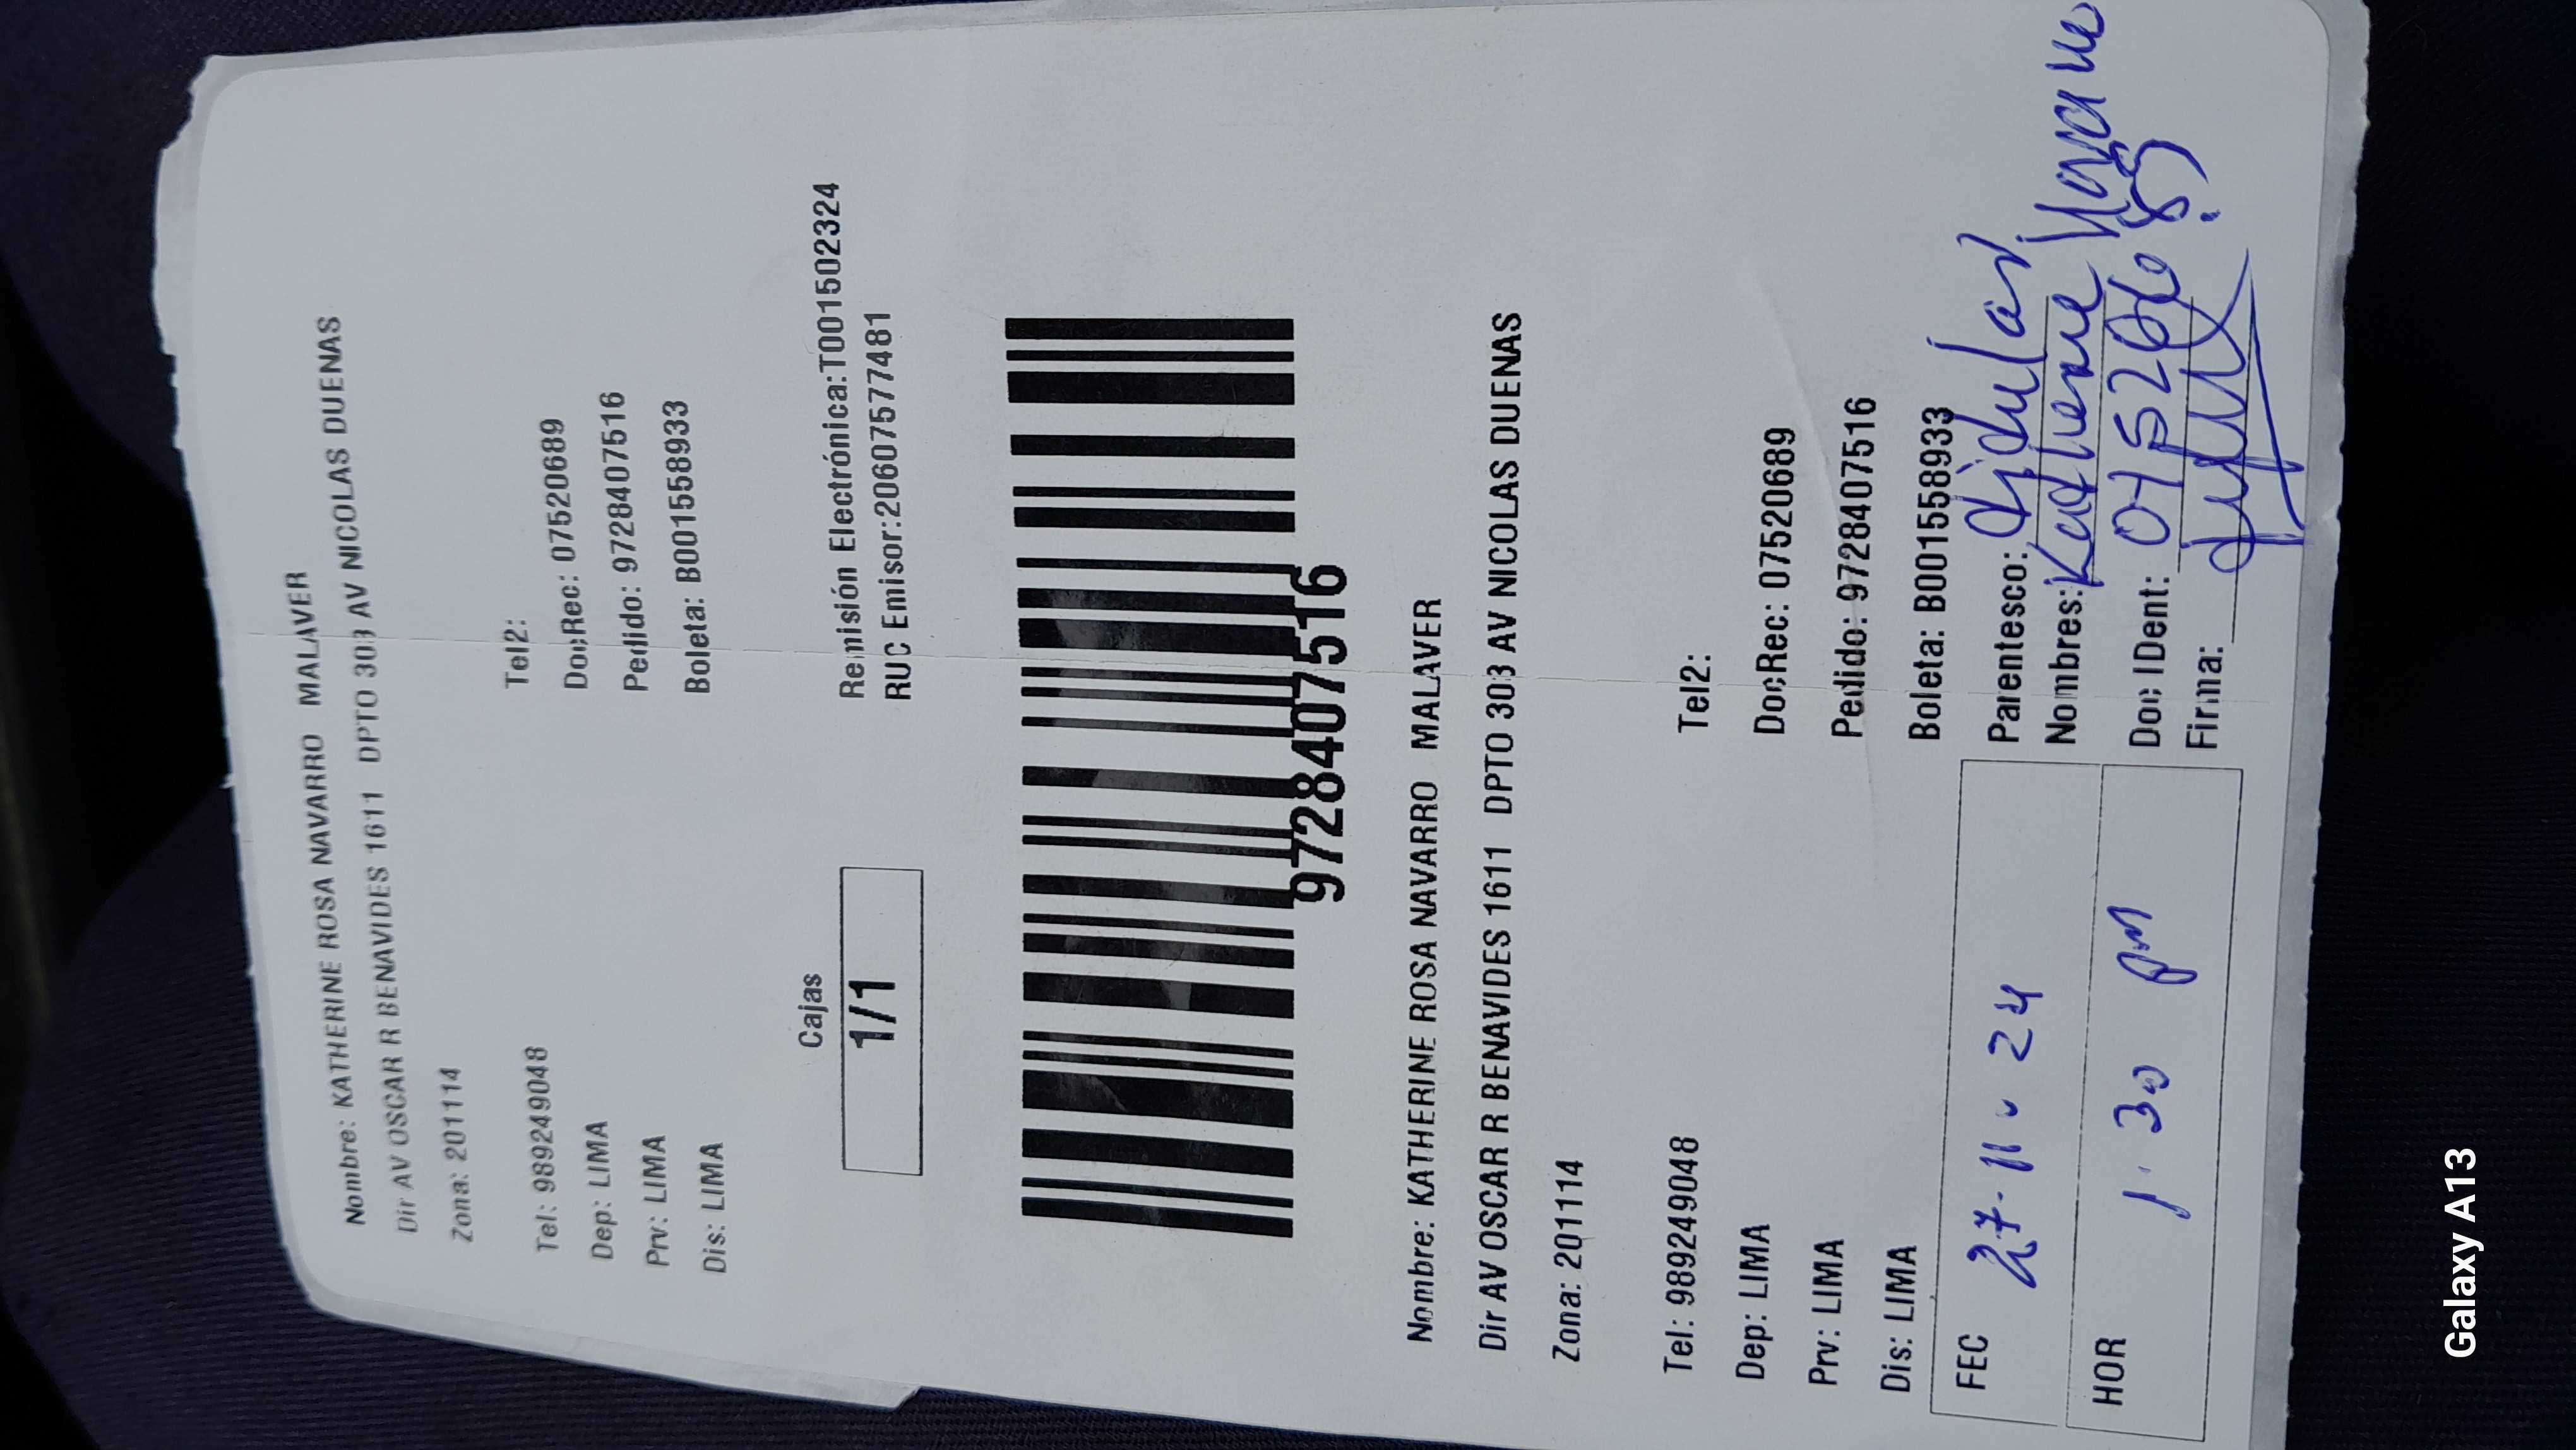 Nombre: KATHERINE ROSA NAVARRO MALAVER
Dir AV OSCAR R BENAVIDES 1611 DPTO 303 AV NICOLAS DUENAS
Zona: 201114
Tel: 989249048 Tel2:
Dep: LIMA DocRec: 07520689
Prv: LIMA Pedido: 9728407516
Dis: LIMA Boleta: B001558933
Cajas
1/1
Remisión Electrónica:T001502324
RUC Emisor:20607577481
9728407516
Nombre: KATHERINE ROSA NAVARRO MALAVER
Dir AV OSCAR R BENAVIDES 1611 DPTO 303 AV NICOLAS DUENAS
Zona: 201114
Tel: 989249048 Tel2:
Dep: LIMA DocRec: 07520689
Prv: LIMA Pedido: 9728407516
Dis: LIMA Boleta: B001558933
FEC 27-11-24
HOR 1:30 pm
Parentesco: titular
Nombres: Katherine Navarro
Doc IDent: 07520689
Firma:
Galaxy A13